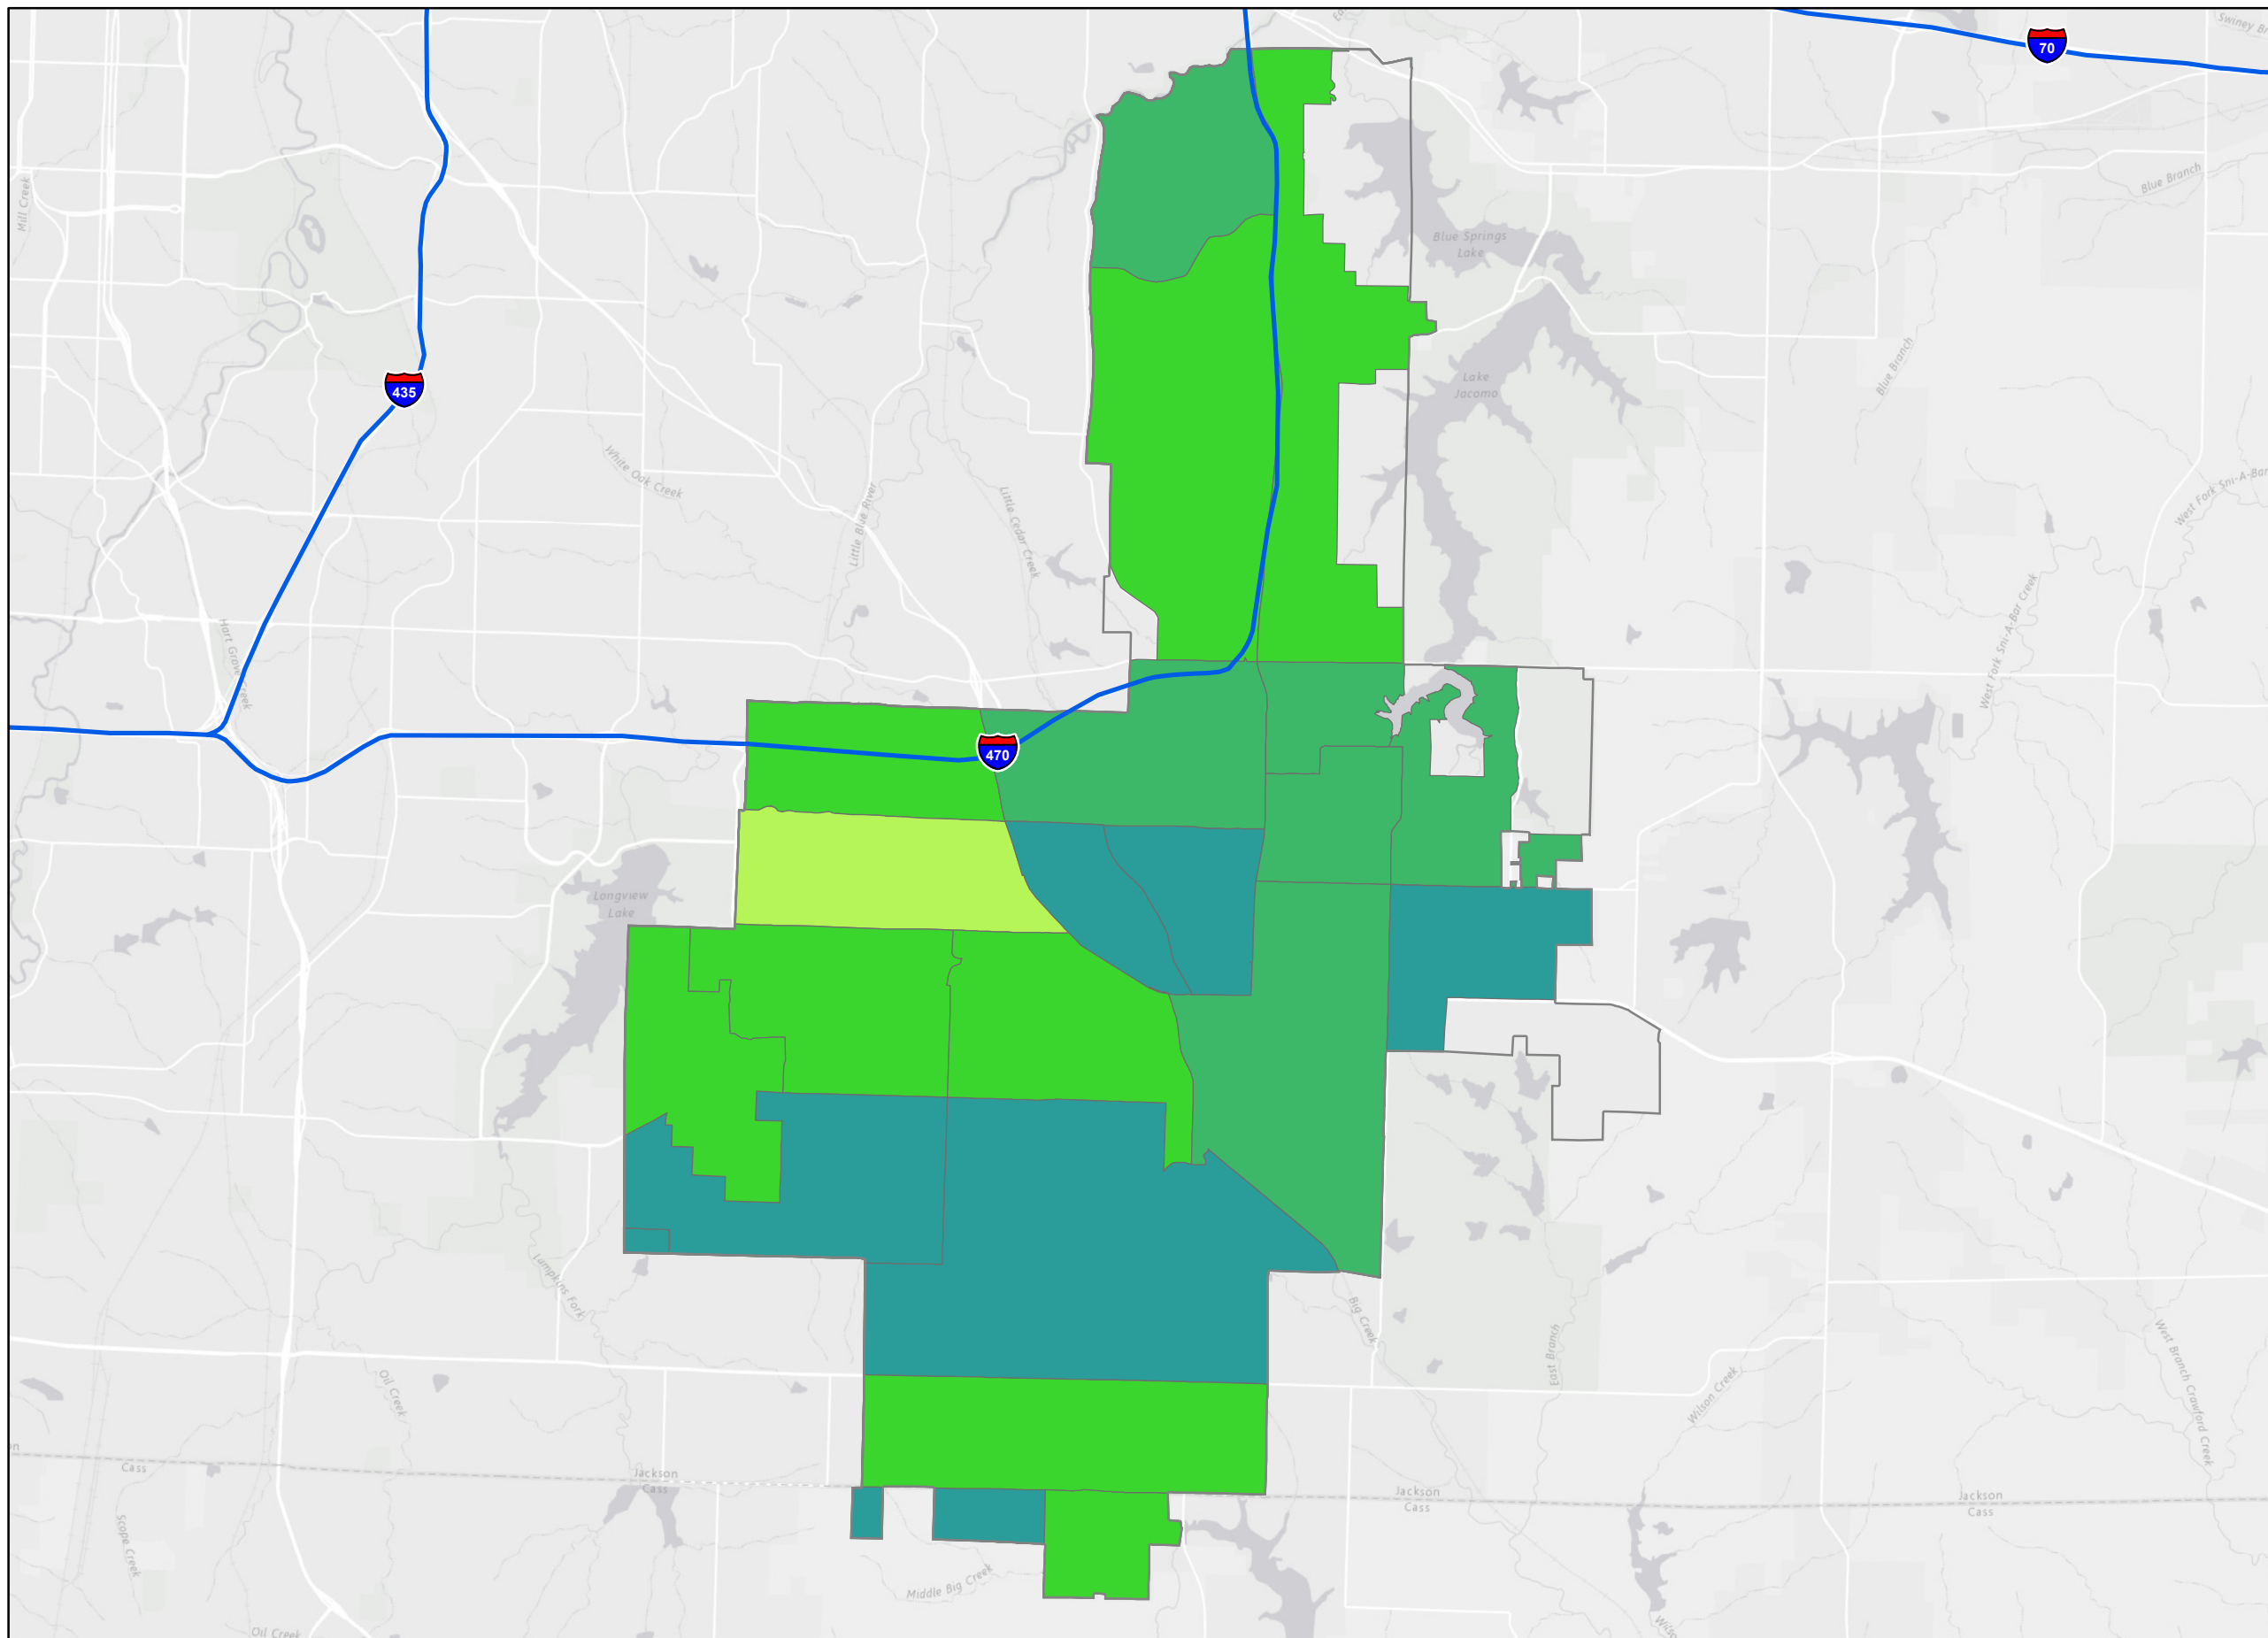 Swiney Br
70
Mill Creek
Blue Branch
Blue Springs
Lake
Blue Branch
Lake
Jacomo
435
White Oak Creek
Little Blue River
Little Cedar Creek
West Fork Sni-A-Bar
West Fork Sni-A-Bar Creek
Hart Grove Creek
470
Longview
Lake
Lumpkins Fork
Big Creek
East Branch
West Branch Crawford Creek
Oil Creek
Wilson Creek
Cass
Jackson
Cass
Jackson
Cass
Jackson
Cass
Scope Creek
Middle Big Creek
Oil Creek